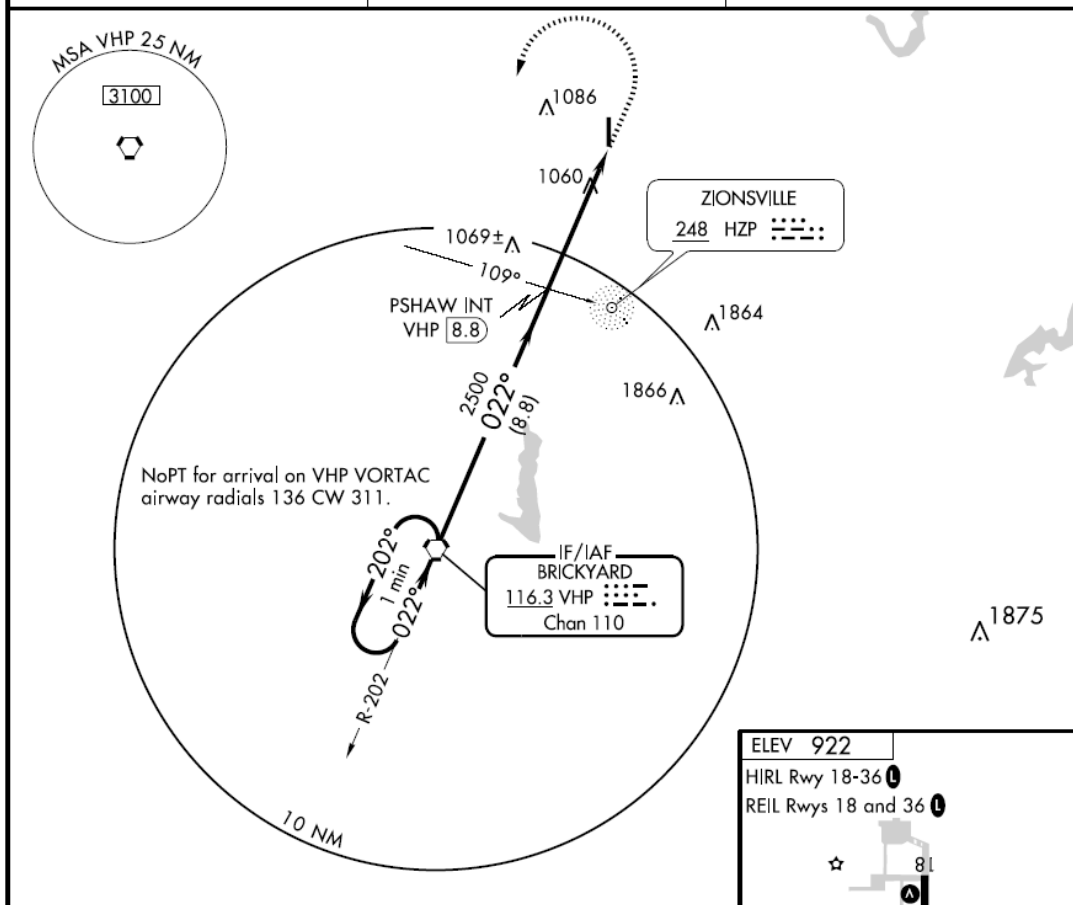 MSA VHP 25 NM
3100
1086
1060
ZIONSVILLE
248 HZP
1069±
109°
PSHAW INT
VHP 8.8
1864
1866
2500
022°
(8.8)
NoPT for arrival on VHP VORTAC
airway radials 136 CW 311.
202°
1 min
022°
IF/IAF
BRICKYARD
116.3 VHP
Chan 110
1875
R-202
10 NM
ELEV 922
HIRL Rwy 18-36 L
REIL Rwys 18 and 36 L
81
A